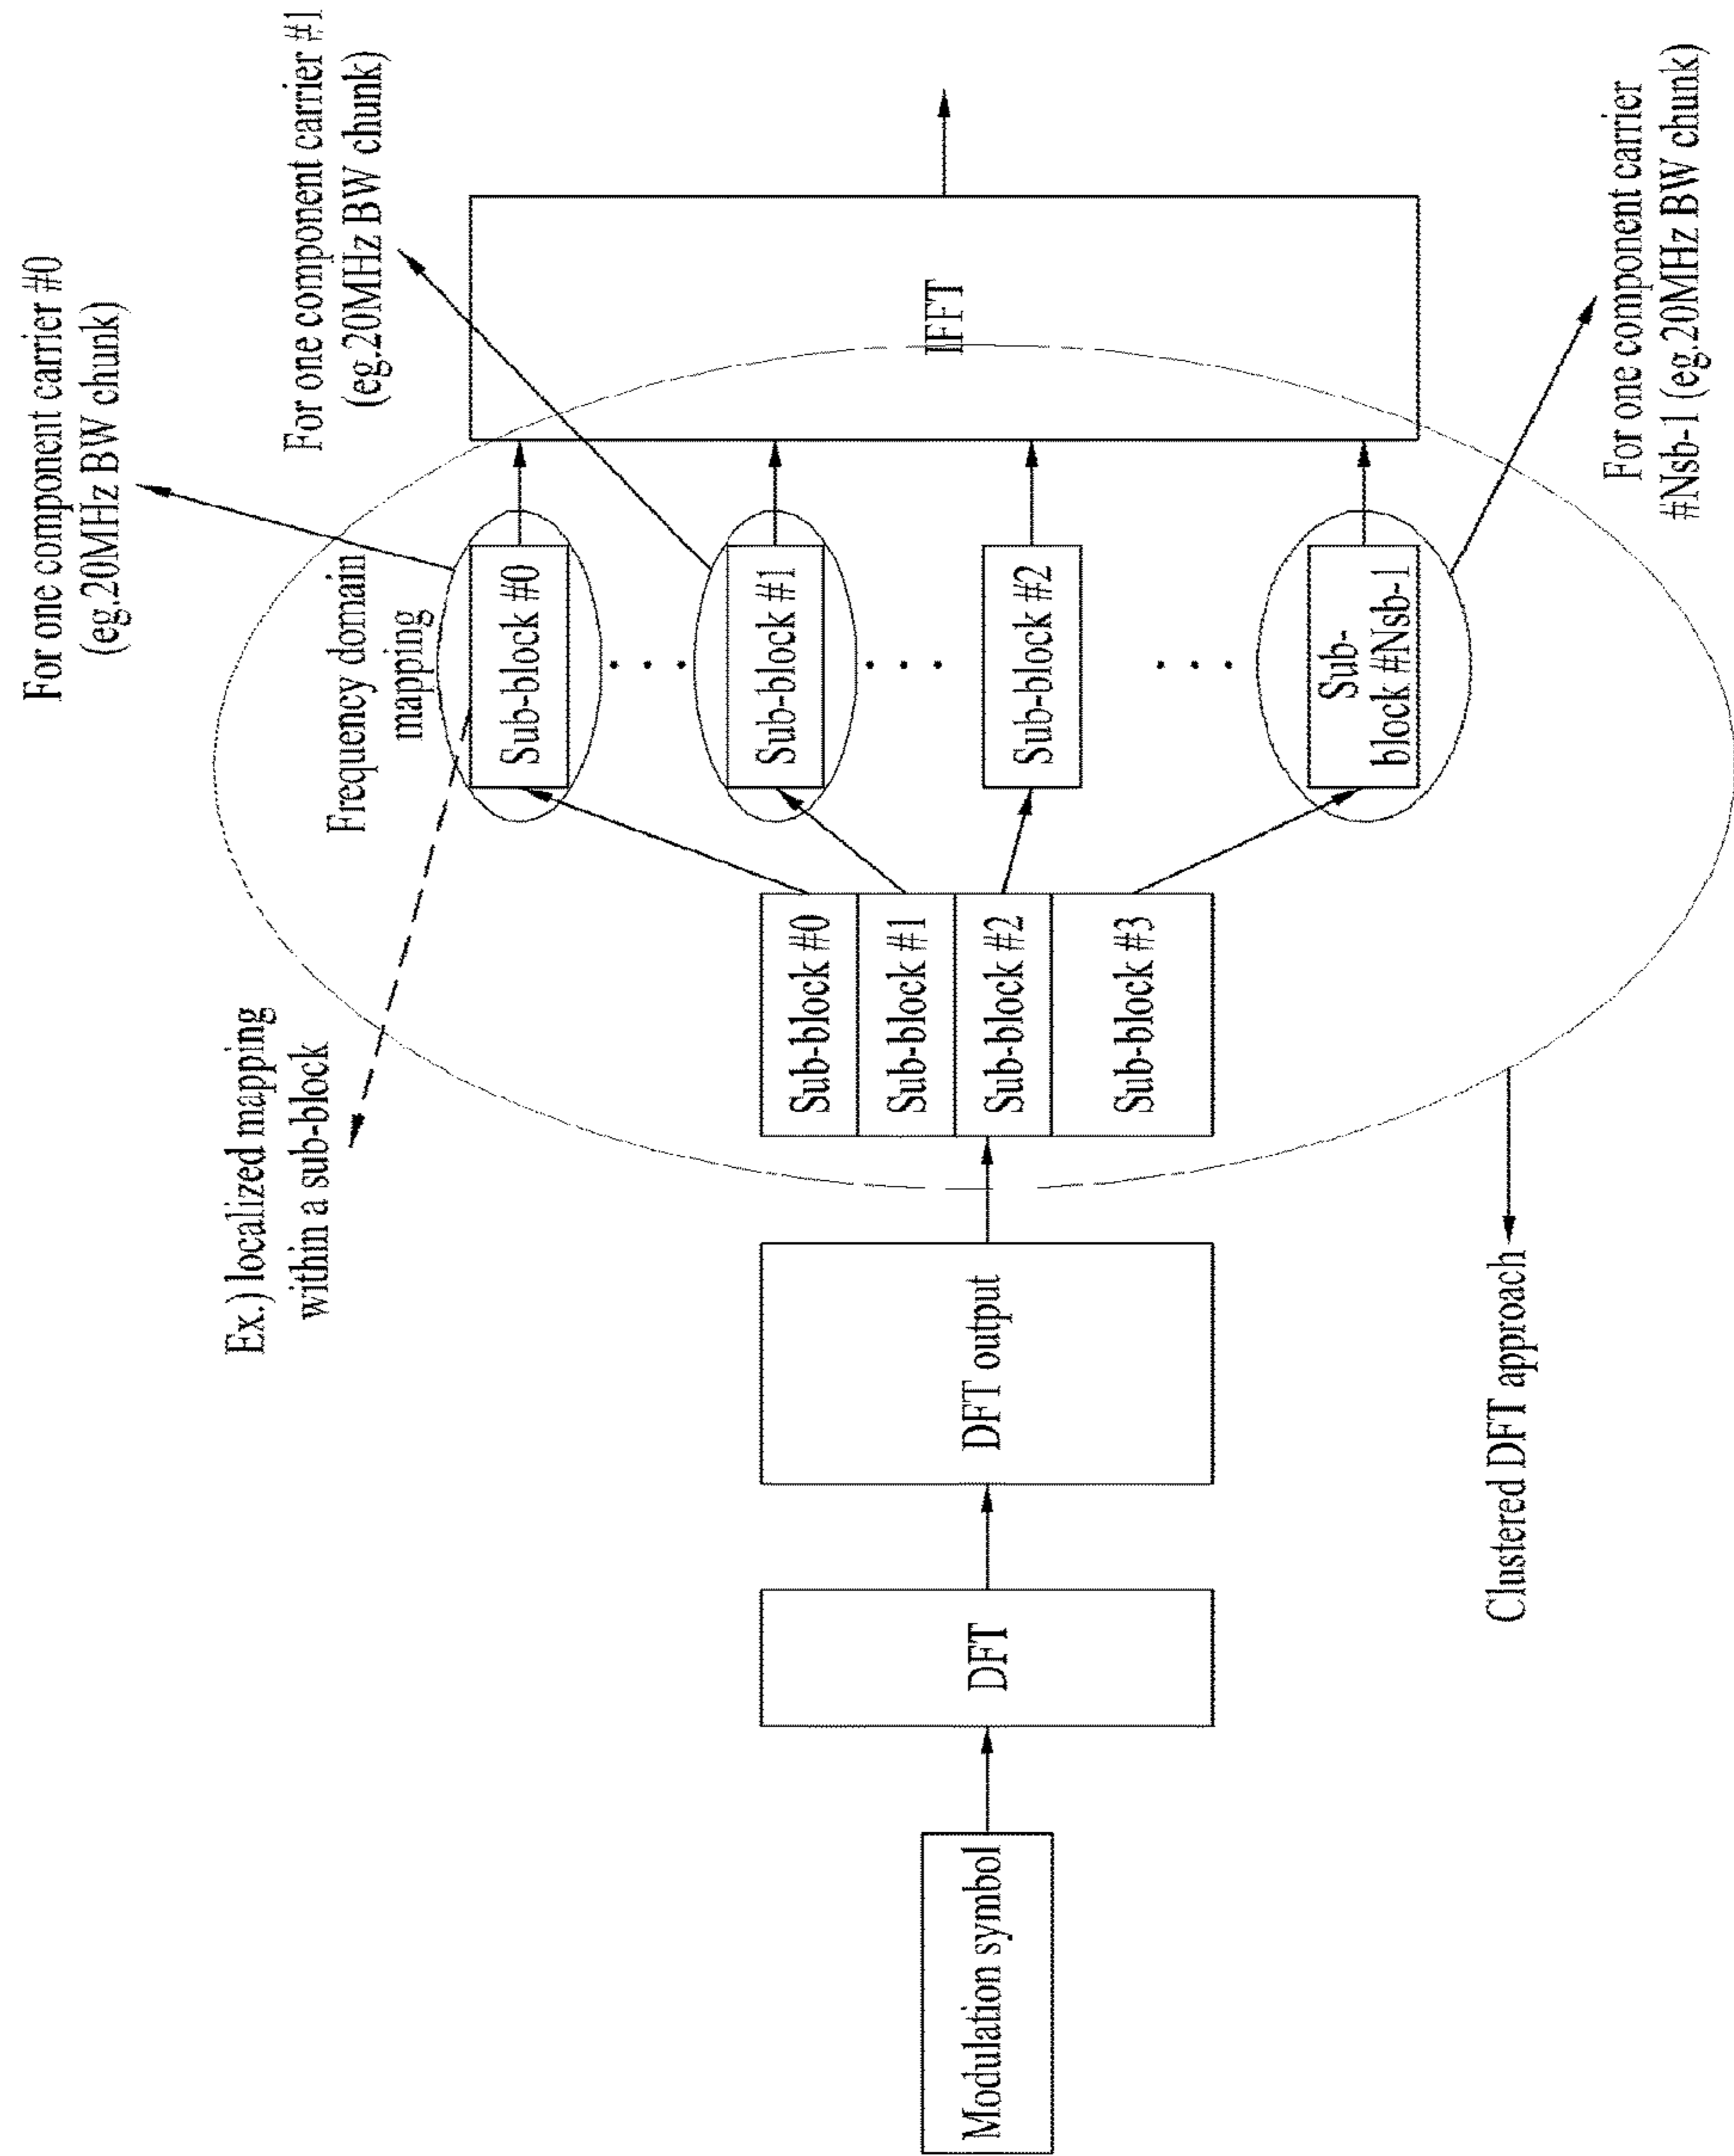 For one component carrier #0
(eg.20MHz BW chunk)
For one component carrier #1
(eg.20MHz BW chunk)
Frequency domain
mapping
Ex.) localized mapping
within a sub-block
Modulation symbol
DFT
DFT output
Sub-block #0
Sub-block #1
Sub-block #2
Sub-block #3
Sub-block #0
Sub-block #1
Sub-block #2
Sub-
block #Nsb-1
IFFT
Clustered DFT approach
For one component carrier
#Nsb-1 (eg.20MHz BW chunk)